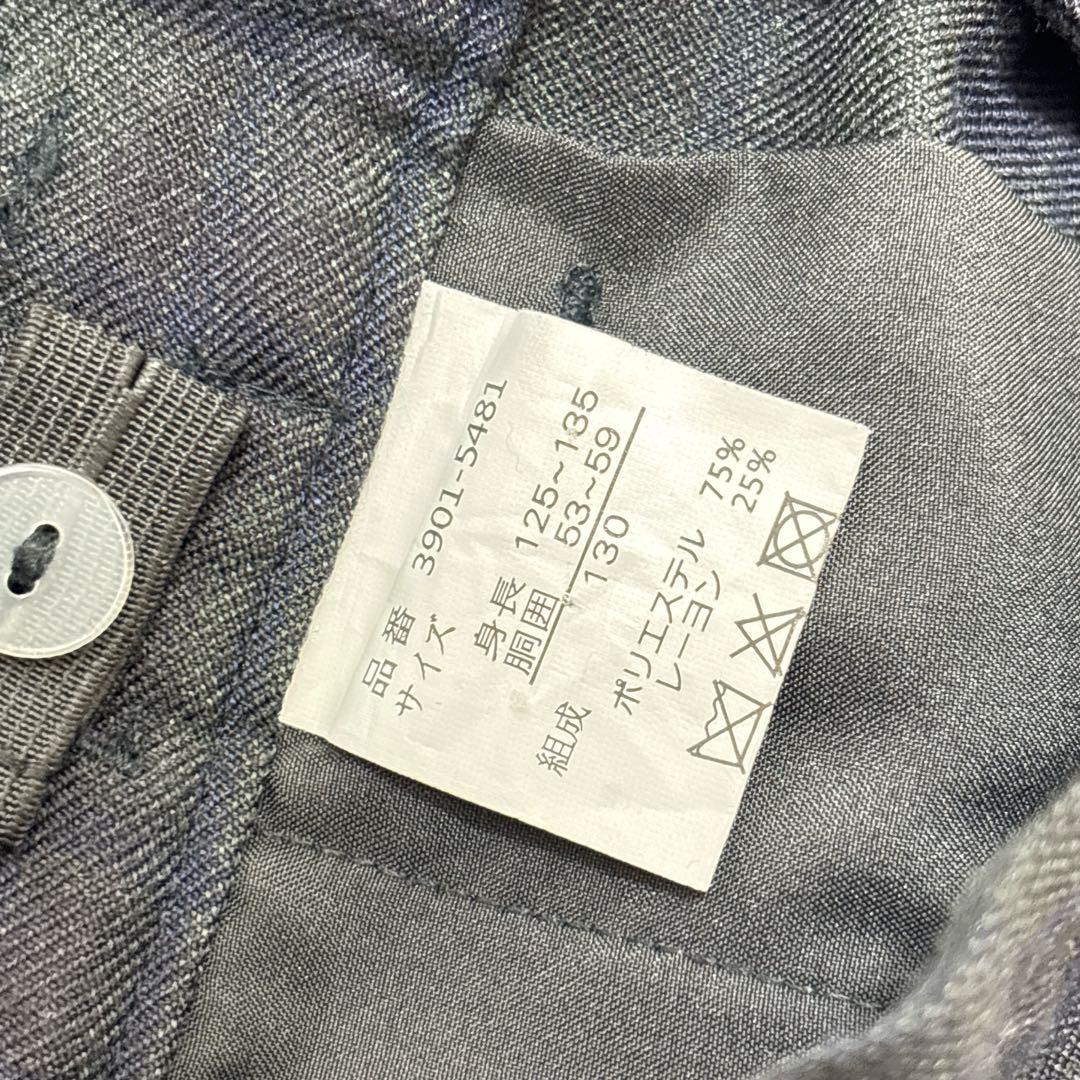 品番 3901-5481
サイズ
身長 125~135
胴囲 53~59
130
組成
ポリエステル 75%
レーヨン 25%